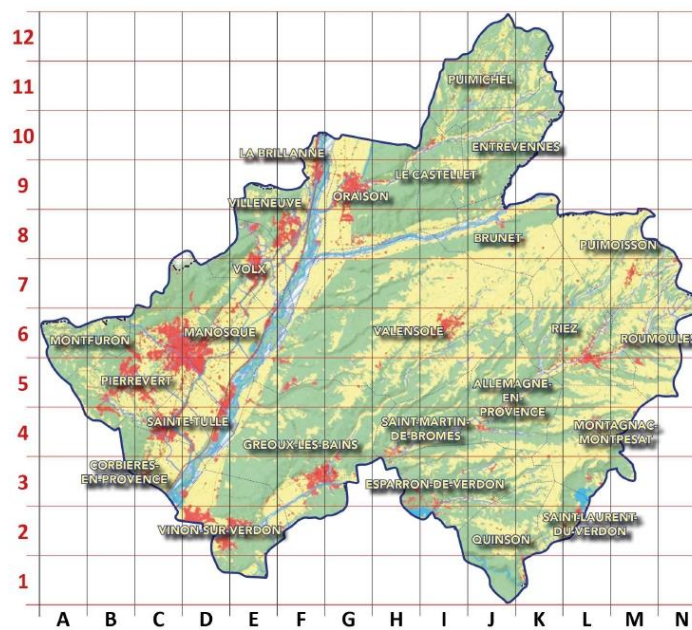 12
11
10
9
8
7
6
5
4
3
2
1
PUIMICHEL
ENTREVENNES
LA BRILLANNE
LE CASTELLET
ORAISON
VILLENEUVE
BRUNET
PUIMOISSON
VOLX
MANOSQUE
MONTFURON
VALENSOLE
RIEZ
ROUMOULES
PIERREVERT
ALLEMAGNE-
EN-
PROVENCE
SAINTE-TULLE
SAINT-MARTIN-
DE-BROMES
MONTAGNAC-
MONTPESAT
GREOUX-LES-BAINS
CORBIERES-
EN-PROVENCE
ESPARRON-DE-VERDON
VINON-SUR-VERDON
SAINT-LAURENT-
DU-VERDON
QUINSON
A B C D E F G H I J K L M N